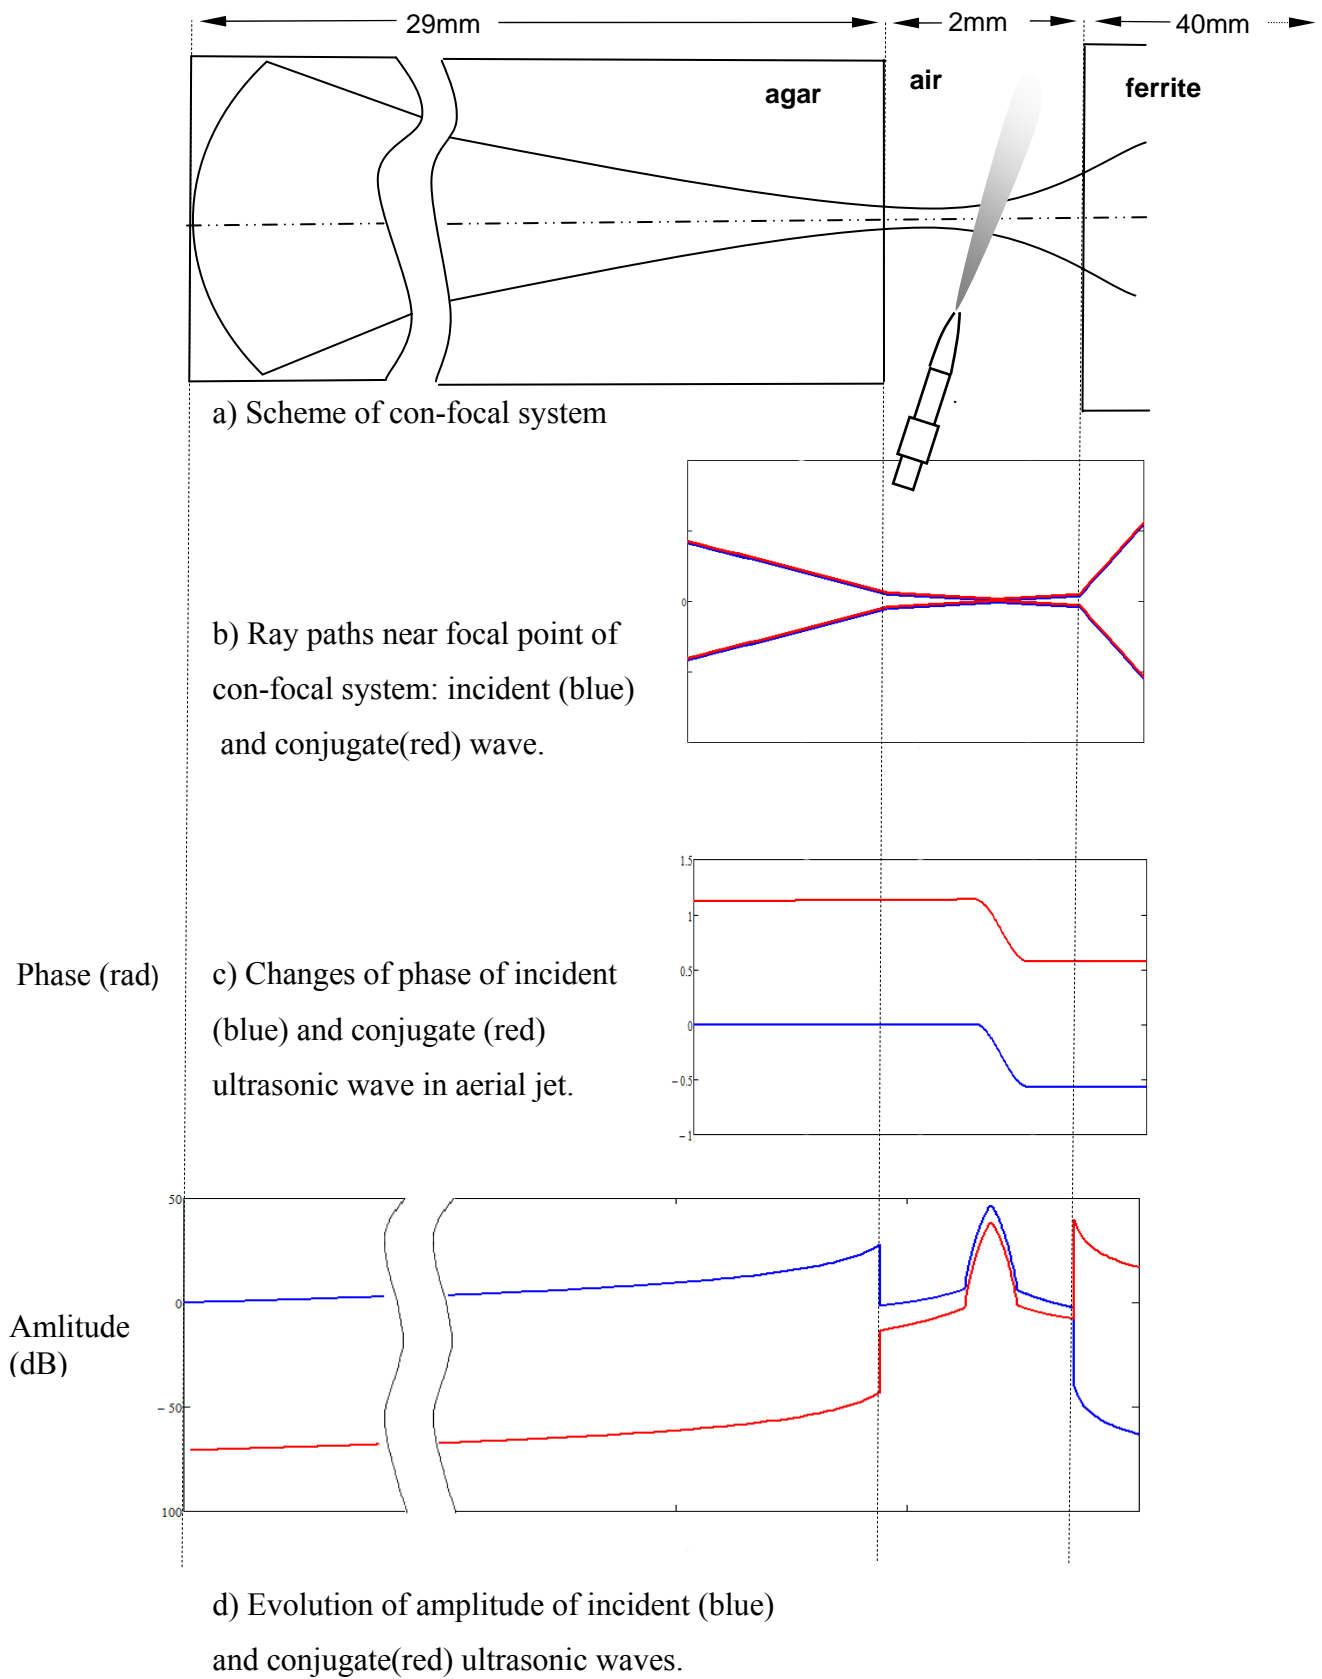 29mm
2mm
40mm
agar
air
ferrite
a) Scheme of con-focal system
0
b) Ray paths near focal point of
con-focal system: incident (blue)
and conjugate(red) wave.
1.5
1
0.5
0
−0.5
−1
Phase (rad)
c) Changes of phase of incident
(blue) and conjugate (red)
ultrasonic wave in aerial jet.
50
0
−50
100
Amlitude
(dB)
d) Evolution of amplitude of incident (blue)
and conjugate(red) ultrasonic waves.